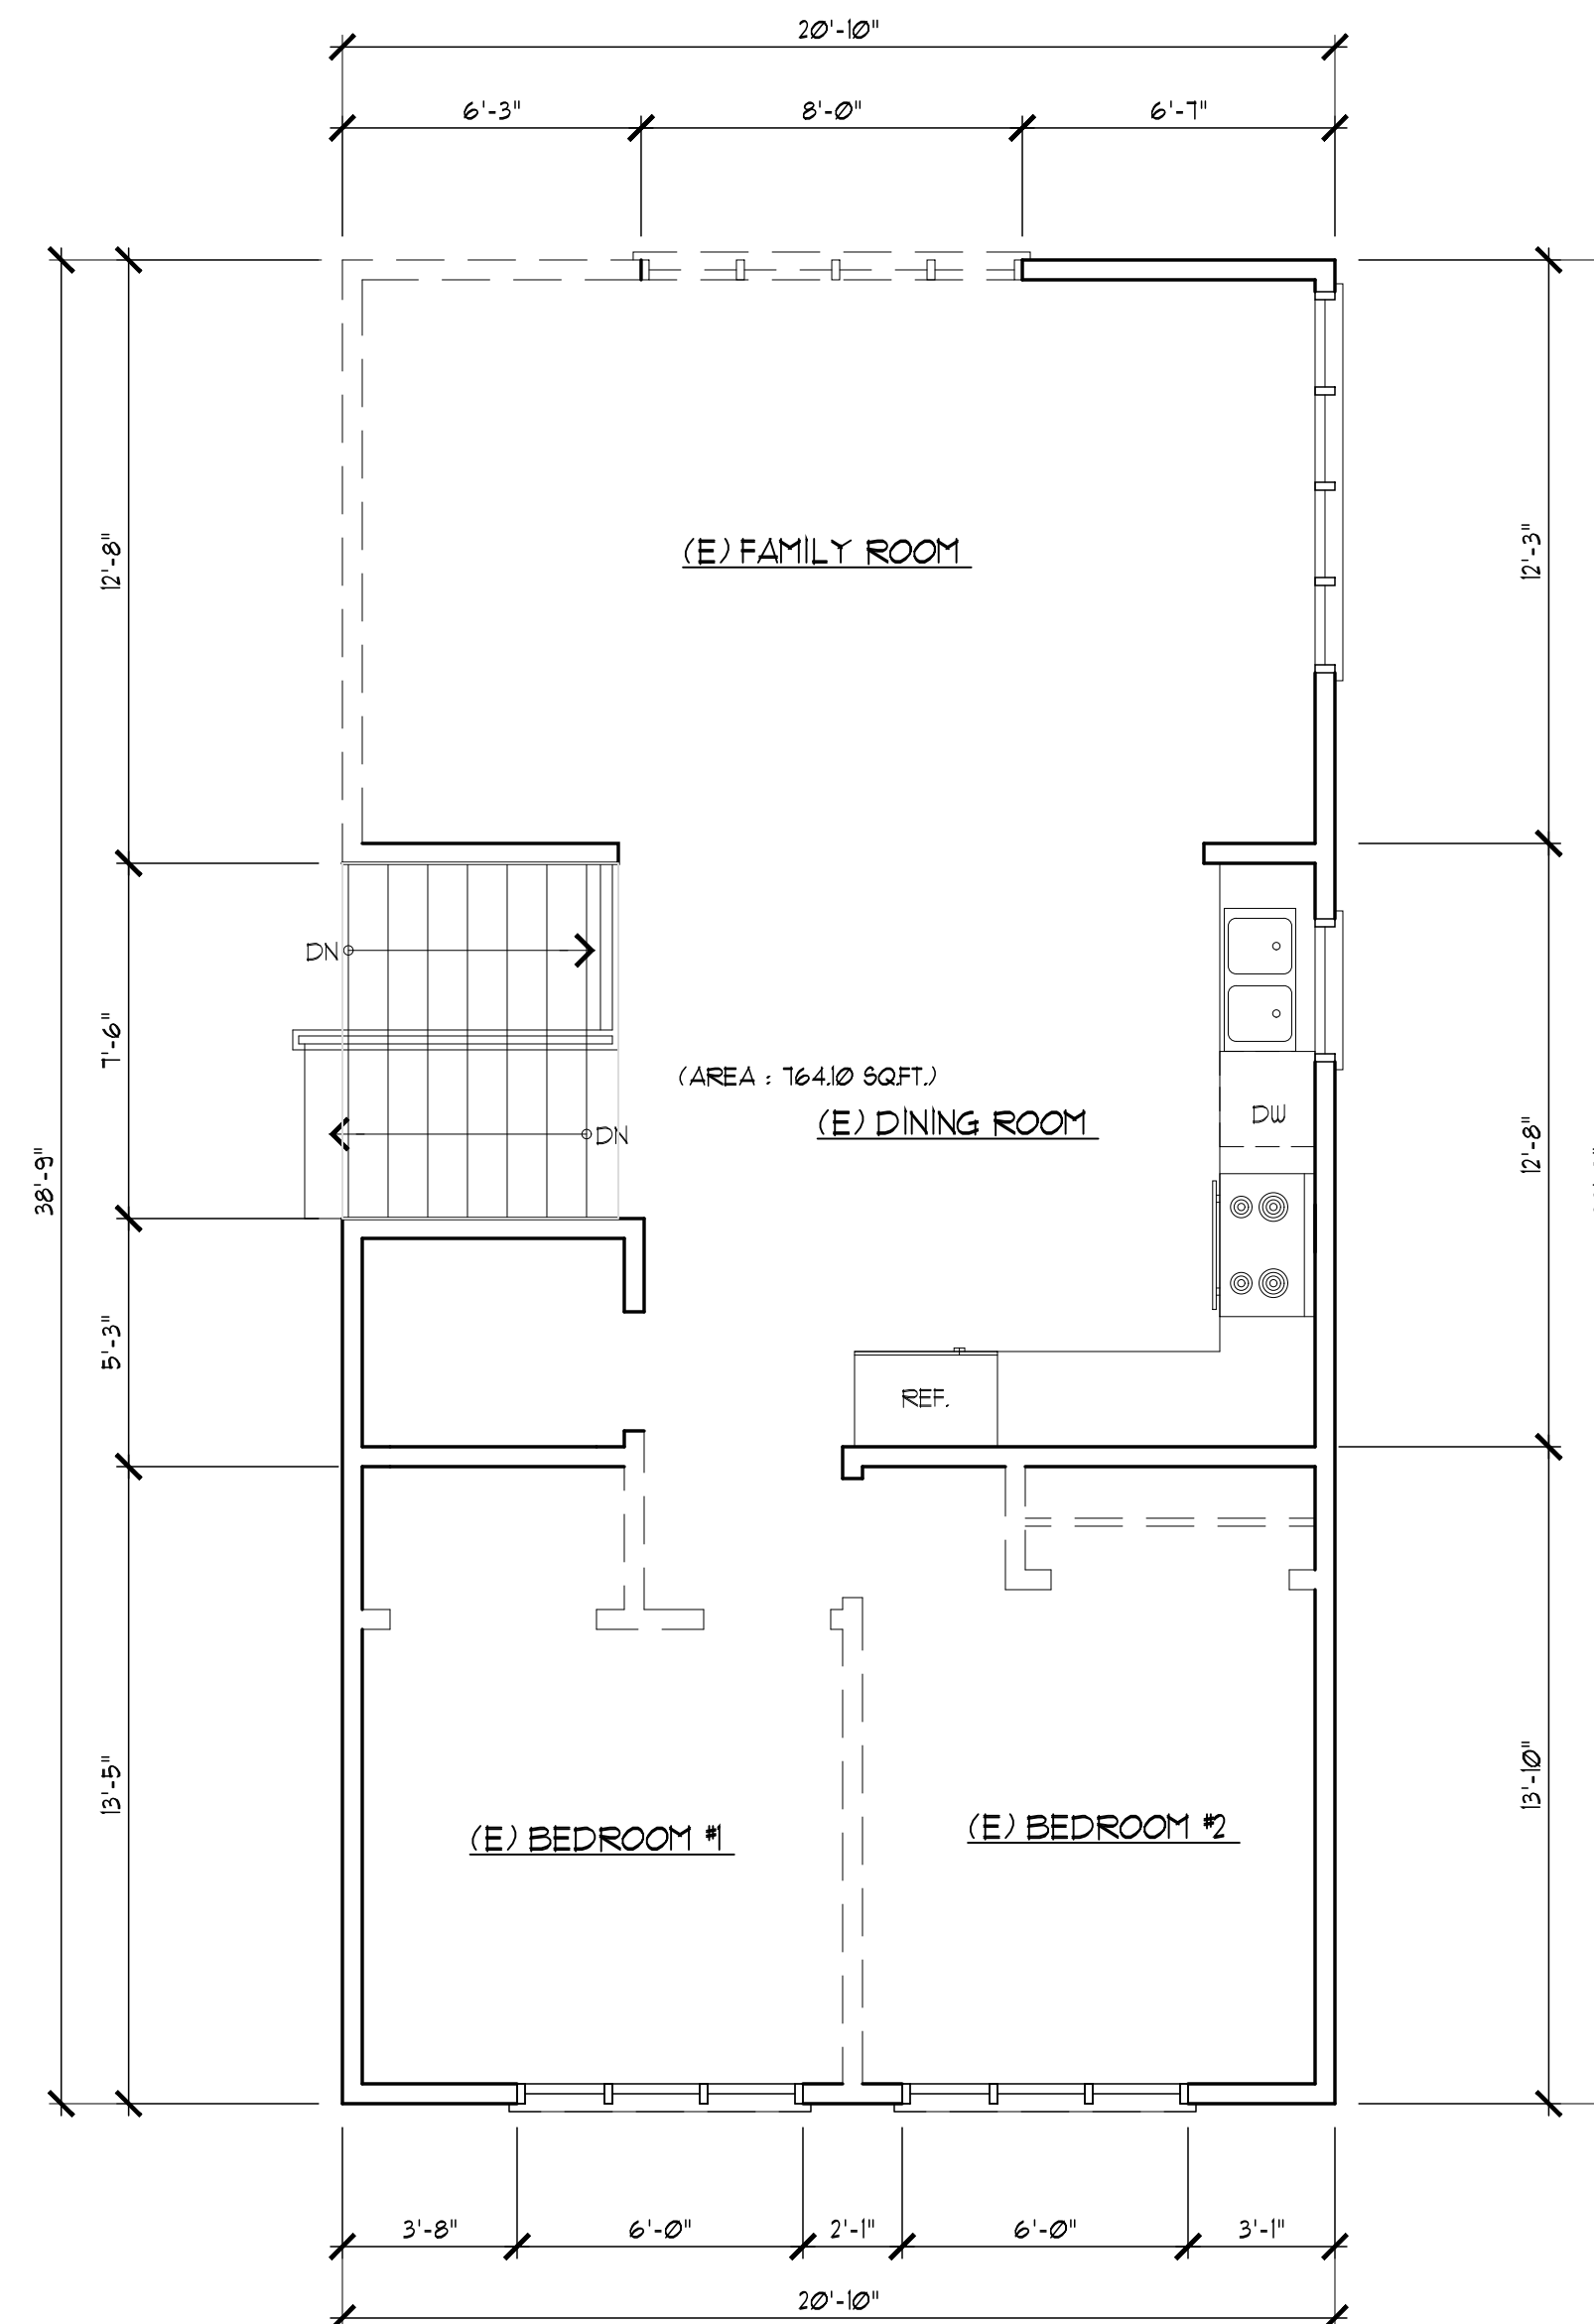 20'-10"
6'-3"
8'-0"
6'-7"
12'-8"
(E) FAMILY ROOM
12'-3"
DN
7'-6"
(AREA : 764.10 SQ.FT.)
(E) DINING ROOM
DW
DN
38'-9"
12'-8"
5'-3"
REF.
13'-5"
13'-10"
(E) BEDROOM #1
(E) BEDROOM #2
3'-8"
6'-0"
2'-1"
6'-0"
3'-1"
20'-10"